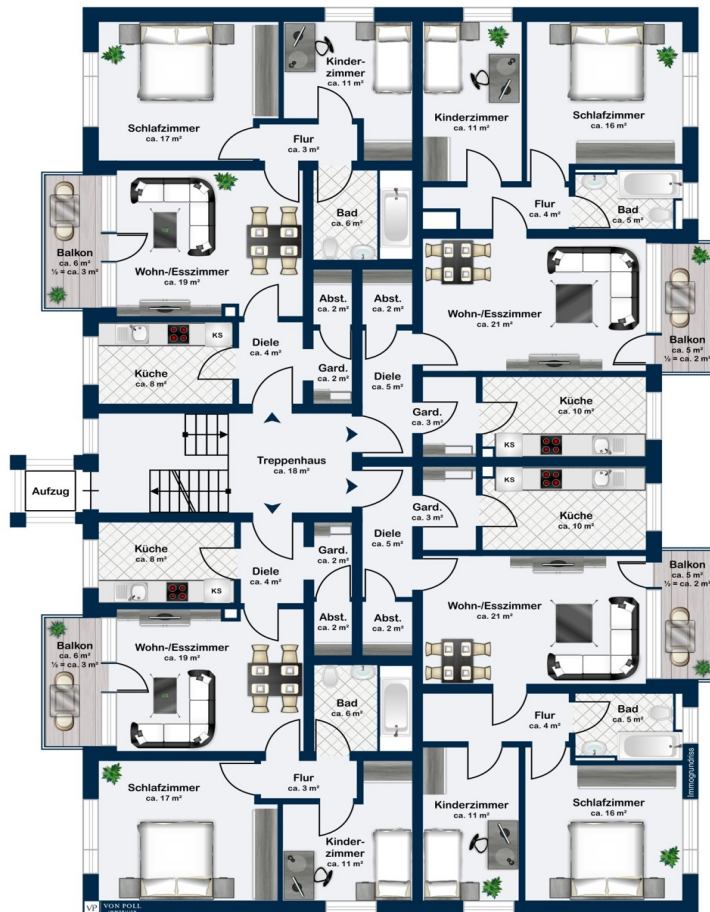 Kinder-
zimmer
ca. 11 m²
Schlafzimmer
ca. 17 m²
Flur
ca. 3 m²
Kinderzimmer
ca. 11 m²
Schlafzimmer
ca. 16 m²
Flur
ca. 4 m²
Bad
ca. 5 m²
Bad
ca. 6 m²
Balkon
ca. 6 m²
½ = ca. 3 m²
Wohn-/Esszimmer
ca. 19 m²
Abst.
ca. 2 m²
Abst.
ca. 2 m²
Wohn-/Esszimmer
ca. 21 m²
Balkon
ca. 5 m²
½ = ca. 2 m²
KS
Küche
ca. 8 m²
Diele
ca. 4 m²
Gard.
ca. 2 m²
Diele
ca. 5 m²
Gard.
ca. 3 m²
Küche
ca. 10 m²
KS
Treppenhaus
ca. 18 m²
Aufzug
KS
Gard.
ca. 3 m²
Küche
ca. 10 m²
Küche
ca. 8 m²
KS
Diele
ca. 4 m²
Gard.
ca. 2 m²
Diele
ca. 5 m²
Abst.
ca. 2 m²
Abst.
ca. 2 m²
Wohn-/Esszimmer
ca. 21 m²
Balkon
ca. 5 m²
½ = ca. 2 m²
Balkon
ca. 6 m²
½ = ca. 3 m²
Wohn-/Esszimmer
ca. 19 m²
Bad
ca. 6 m²
Flur
ca. 4 m²
Bad
ca. 5 m²
Flur
ca. 3 m²
Schlafzimmer
ca. 17 m²
Kinder-
zimmer
ca. 11 m²
Kinderzimmer
ca. 11 m²
Schlafzimmer
ca. 16 m²
Immogrundriss
VP VON POLL